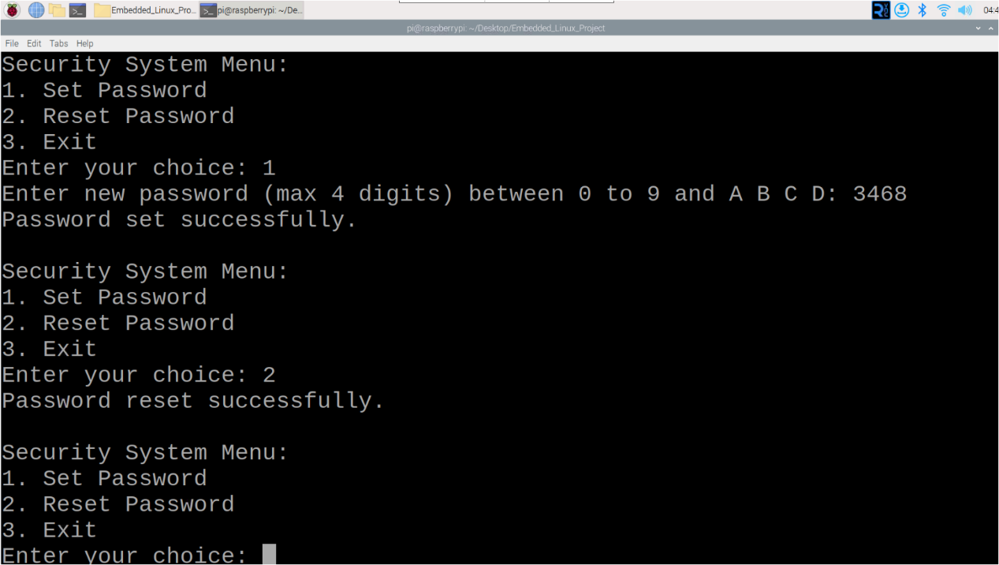 Embedded_Linux_Pro... pi@raspberrypi: ~/De...
pi@raspberrypi: ~/Desktop/Embedded_Linux_Project
File Edit Tabs Help
Security System Menu:
1. Set Password
2. Reset Password
3. Exit
Enter your choice: 1
Enter new password (max 4 digits) between 0 to 9 and A B C D: 3468
Password set successfully.
Security System Menu:
1. Set Password
2. Reset Password
3. Exit
Enter your choice: 2
Password reset successfully.
Security System Menu:
1. Set Password
2. Reset Password
3. Exit
Enter your choice: